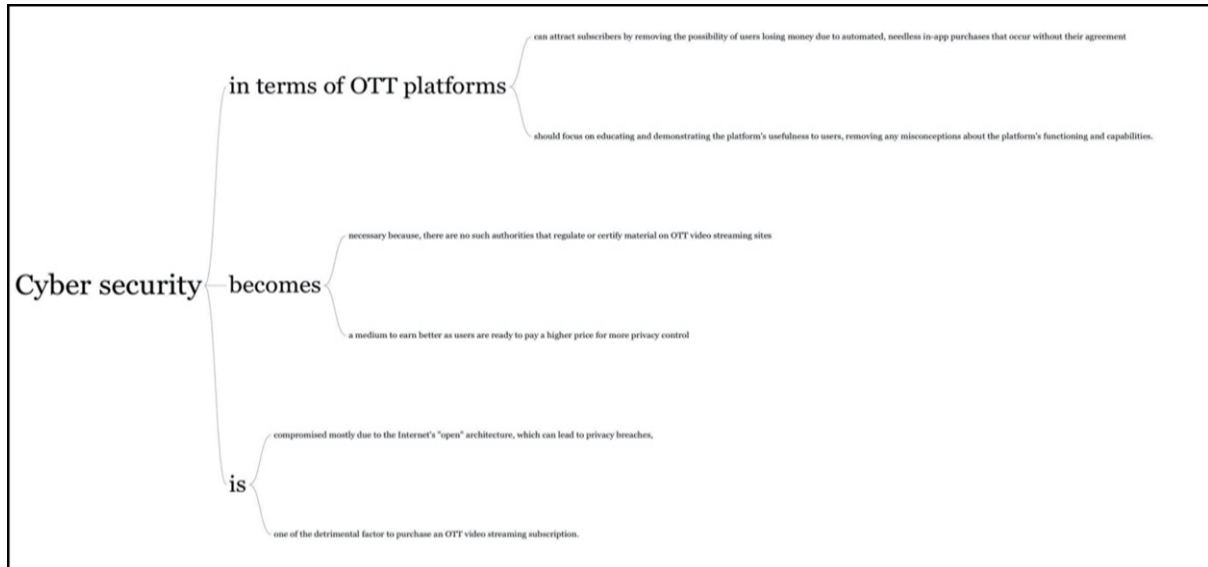 can attract subscribers by removing the possibility of users losing money due to automated, needless in-app purchases that occur without their agreement
in terms of OTT platforms
should focus on educating and demonstrating the platform's usefulness to users, removing any misconceptions about the platform's functioning and capabilities.
necessary because, there are no such authorities that regulate or certify material on OTT video streaming sites
Cyber security
becomes
a medium to earn better as users are ready to pay a higher price for more privacy control
compromised mostly due to the Internet's "open" architecture, which can lead to privacy breaches,
is
one of the detrimental factor to purchase an OTT video streaming subscription.